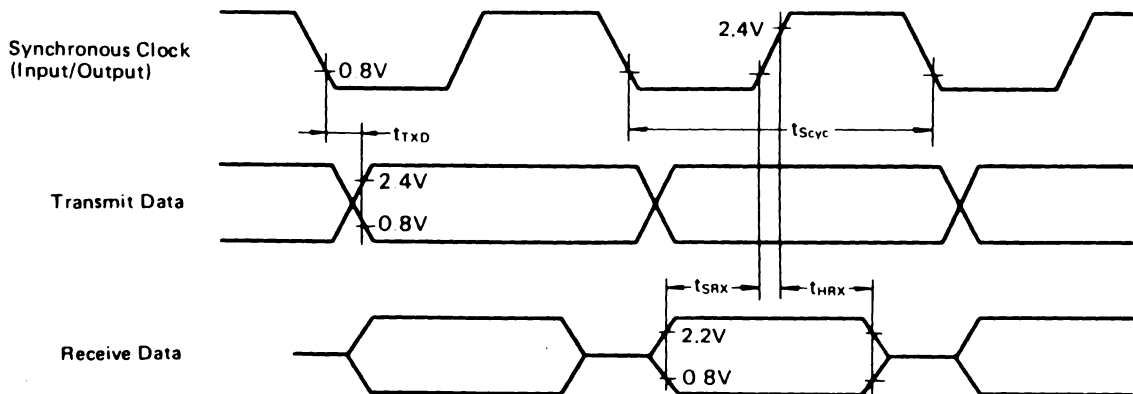 Synchronous Clock
(Input/Output)
0.8V
2.4V
tTXD
tScyc
Transmit Data
2.4V
0.8V
tSRX
tHRX
Receive Data
2.2V
0 8V